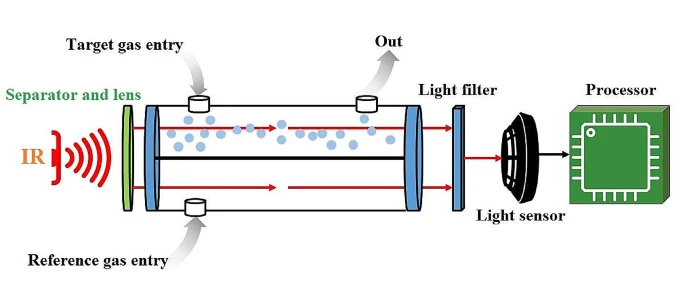 Target gas entry
Out
Separator and lens
Light filter
Processor
IR
Light sensor
Reference gas entry